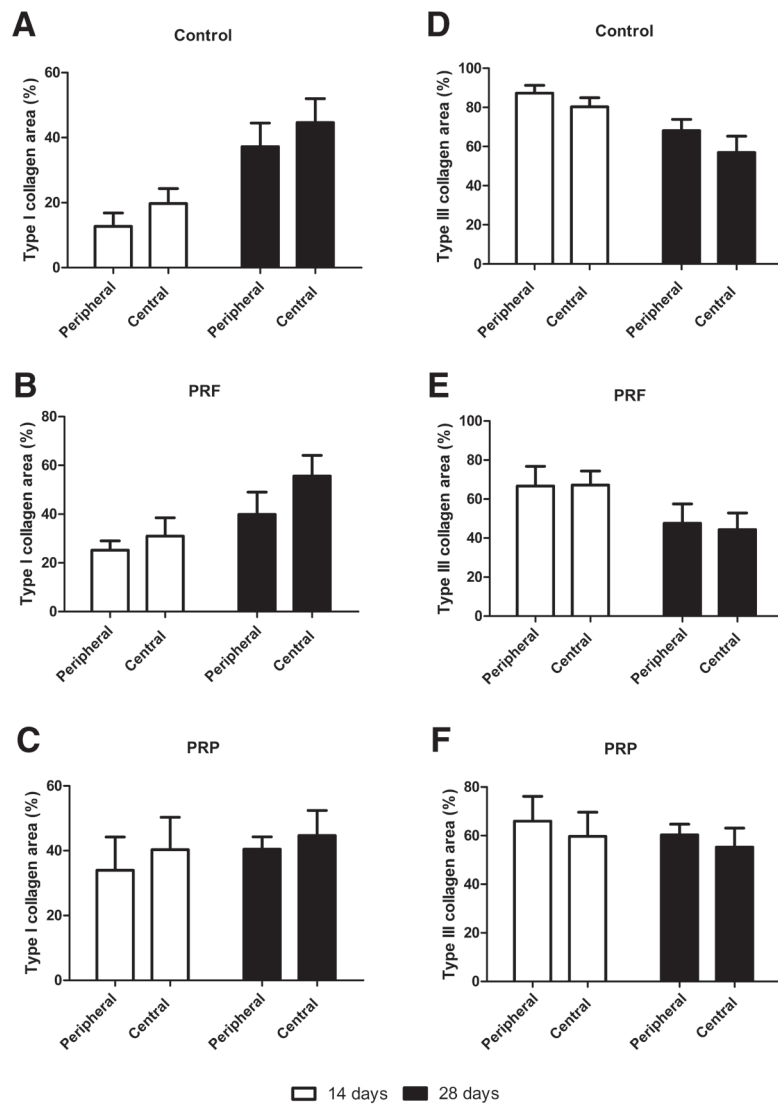 A
Control
Type I collagen area (%)
60
40
20
0
Peripheral
Central
Peripheral
Central
D
Control
Type III collagen area (%)
100
80
60
40
20
0
Peripheral
Central
Peripheral
Central
B
PRF
Type I collagen area (%)
80
60
40
20
0
Peripheral
Central
Peripheral
Central
E
PRF
Type III collagen area (%)
100
80
60
40
20
0
Peripheral
Central
Peripheral
Central
C
PRP
Type I collagen area (%)
60
40
20
0
Peripheral
Central
Peripheral
Central
F
PRP
Type III collagen area (%)
80
60
40
20
0
Peripheral
Central
Peripheral
Central
14 days 28 days